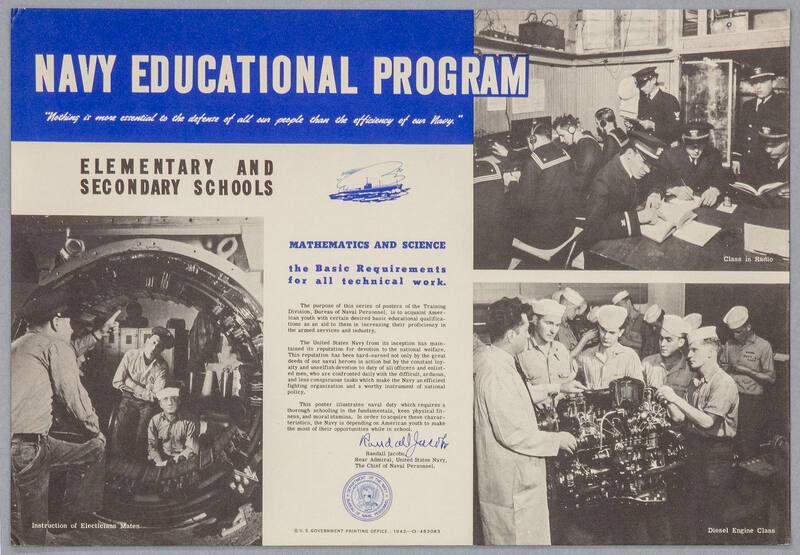 NAVY EDUCATIONAL PROGRAM
"Nothing is more essential to the defense of all our people than the efficiency of our Navy."
ELEMENTARY AND
SECONDARY SCHOOLS
MATHEMATICS AND SCIENCE
the Basic Requirements
for all technical work.
The purpose of this series of posters of the Training
Division, Bureau of Naval Personnel, is to acquaint Amer-
ican youth with certain desired basic educational qualifica-
tions as an aid to them in increasing their proficiency in
the armed services and industry.
The United States Navy from its inception has main-
tained its reputation for devotion to the national welfare.
This reputation has been hard-earned not only by the great
deeds of our naval heroes in action but by the constant loy-
alty and unselfish devotion to duty of all officers and enlist-
ed men, who are confronted daily with the difficult, arduous,
and less conspicuous tasks which make the Navy an efficient
fighting organization and a worthy instrument of national
policy.
This poster illustrates naval duty which requires a
thorough schooling in the fundamentals, keen physical fit-
ness, and moral stamina. In order to acquire these charac-
teristics, the Navy is depending on American youth to make
the most of their opportunities while in school.
Randall Jacobs
Randall Jacobs,
Rear Admiral, United States Navy,
The Chief of Naval Personnel.
Class in Radio
Instruction of Electicians Mates
Diesel Engine Class
U. S. GOVERNMENT PRINTING OFFICE : 1942—O-483083